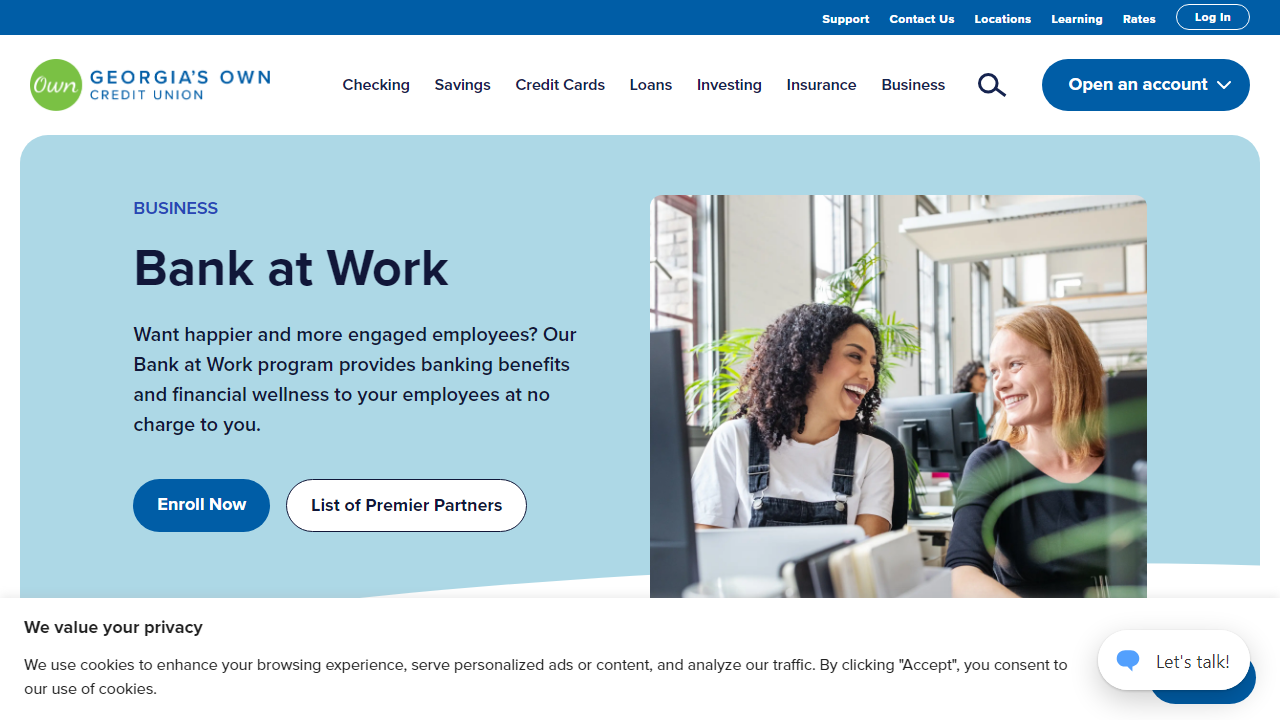 Support Contact Us Locations Learning Rates Log In
Own GEORGIA'S OWN
CREDIT UNION
Checking Savings Credit Cards Loans Investing Insurance Business Open an account
BUSINESS
Bank at Work
Want happier and more engaged employees? Our
Bank at Work program provides banking benefits
and financial wellness to your employees at no
charge to you.
Enroll Now List of Premier Partners
We value your privacy
We use cookies to enhance your browsing experience, serve personalized ads or content, and analyze our traffic. By clicking "Accept", you consent to
our use of cookies.
Let's talk!